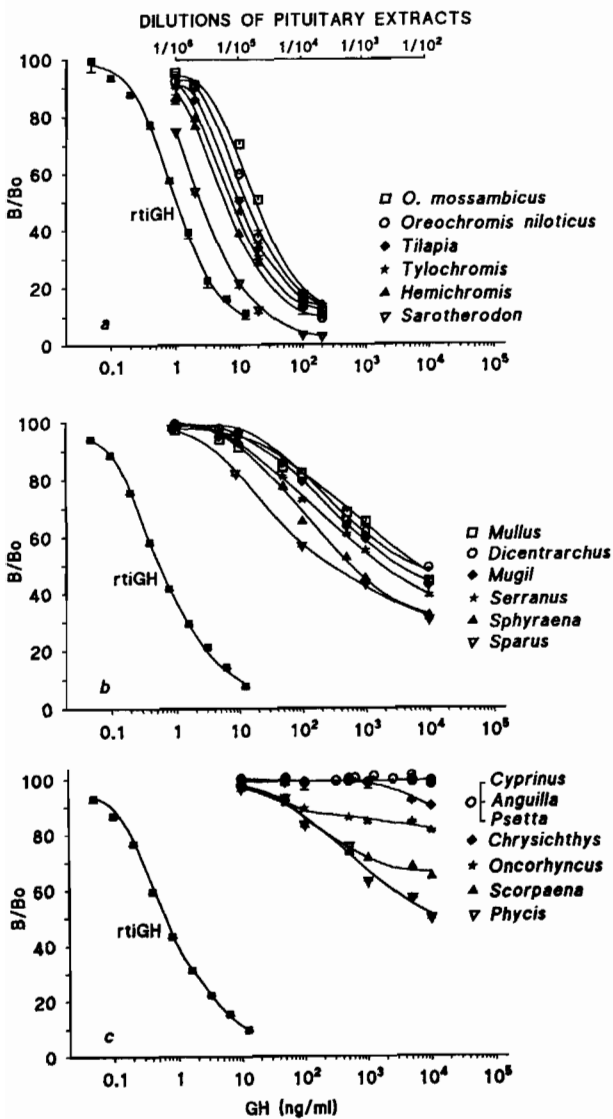 DILUTIONS OF PITUITARY EXTRACTS
1/10⁶ 1/10⁵ 1/10⁴ 1/10³ 1/10²
100
80
60
40
20
0
B/Bo
rtiGH
a
O. mossambicus
Oreochromis niloticus
Tilapia
Tylochromis
Hemichromis
Sarotherodon
0.1 1 10 10² 10³ 10⁴ 10⁵
100
80
60
40
20
0
B/Bo
rtiGH
b
Mullus
Dicentrarchus
Mugil
Serranus
Sphyraena
Sparus
0.1 1 10 10² 10³ 10⁴ 10⁵
100
80
60
40
20
0
B/Bo
rtiGH
c
Cyprinus
Anguilla
Psetta
Chrysichthys
Oncorhyncus
Scorpaena
Phycis
0.1 1 10 10² 10³ 10⁴ 10⁵
GH (ng/ml)